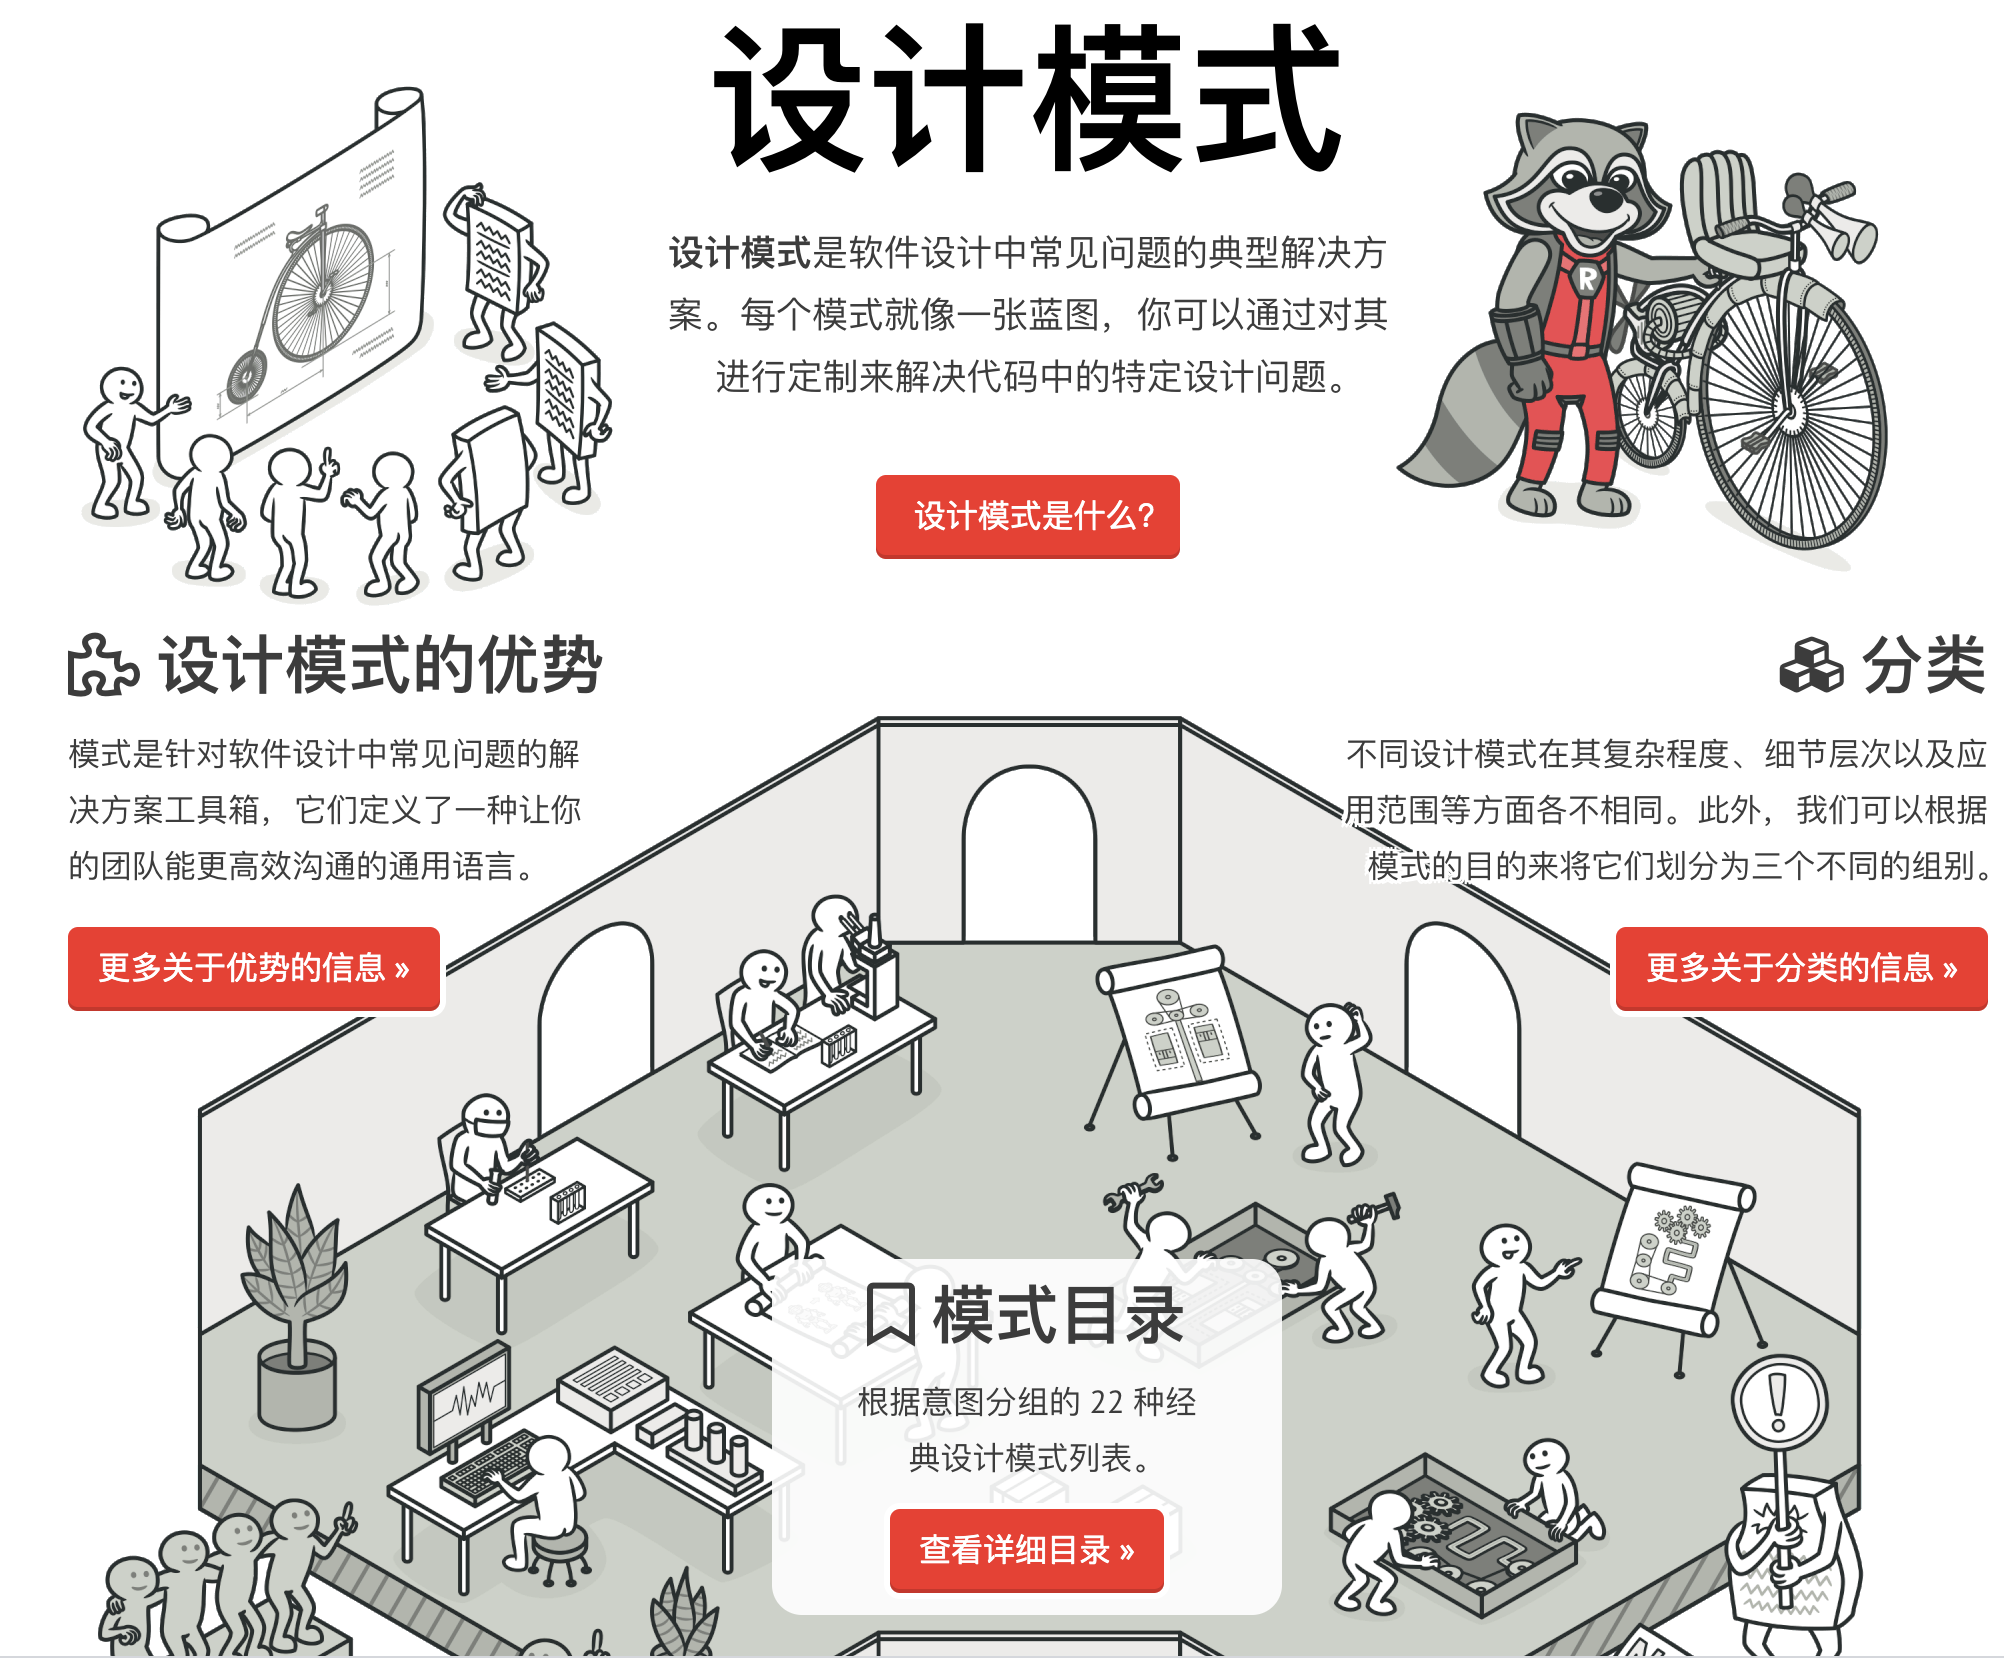 设计模式
设计模式是软件设计中常见问题的典型解决方
案。每个模式就像一张蓝图，你可以通过对其
进行定制来解决代码中的特定设计问题。
R
设计模式是什么?
设计模式的优势
模式是针对软件设计中常见问题的解
决方案工具箱，它们定义了一种让你
的团队能更高效沟通的通用语言。
更多关于优势的信息 »
分类
不同设计模式在其复杂程度、细节层次以及应
用范围等方面各不相同。此外，我们可以根据
模式的目的来将它们划分为三个不同的组别。
更多关于分类的信息 »
模式目录
根据意图分组的 22 种经
典设计模式列表。
查看详细目录 »
!